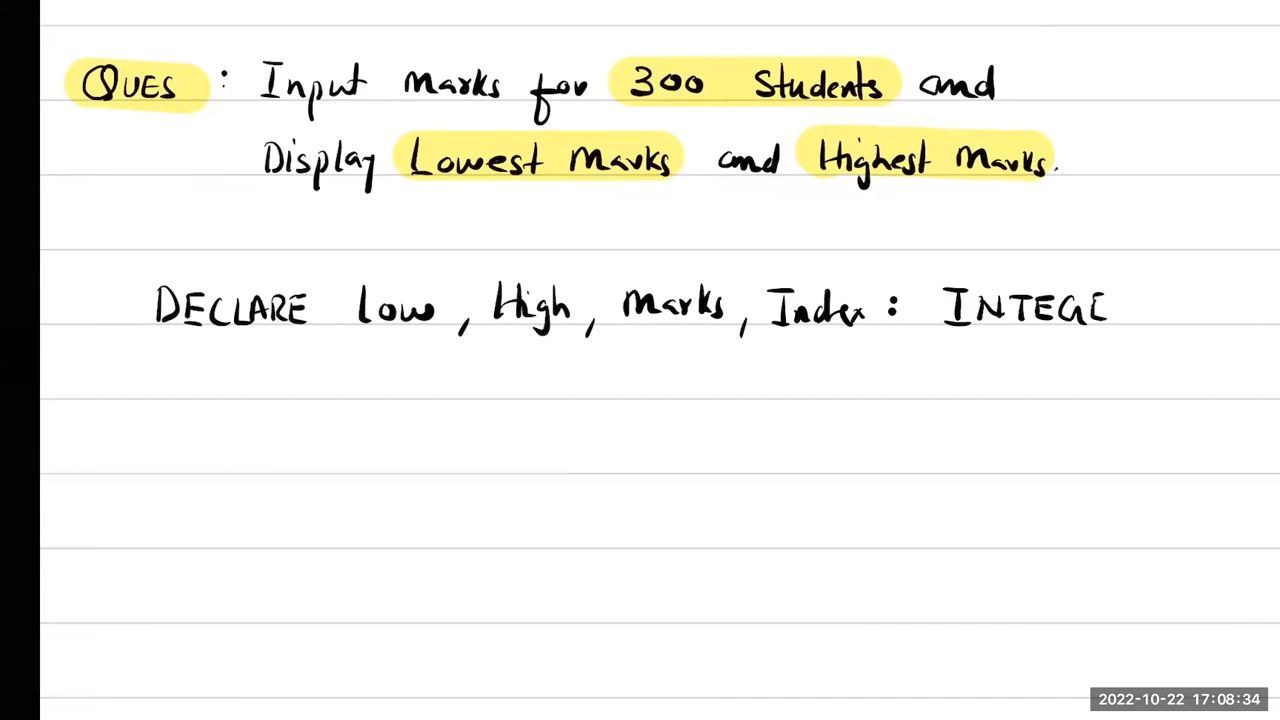 QUES : Input Marks for 300 Students and
Display Lowest Marks and Highest Marks.
DECLARE Low , High , Marks , Index : INTEGE
2022-10-22 17:08:34